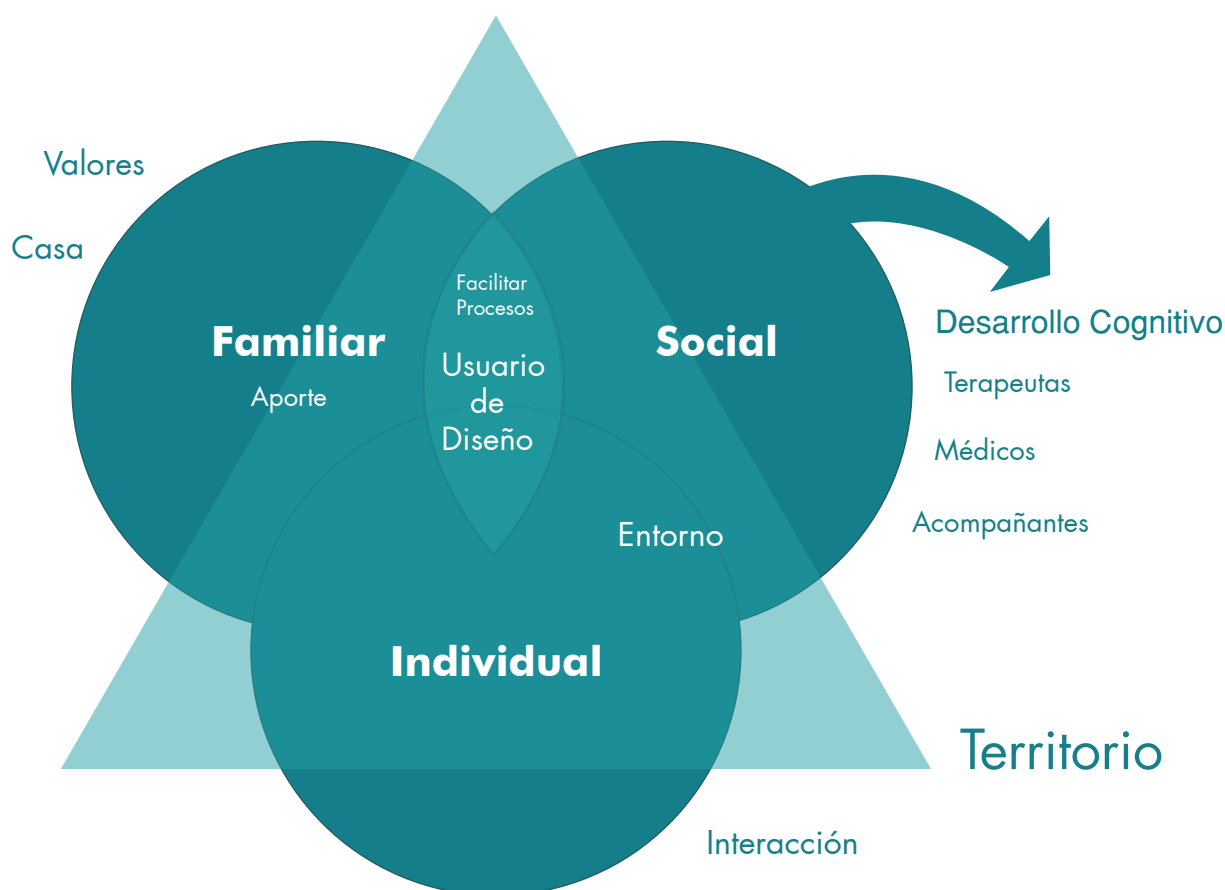 Valores
Casa
Facilitar
Procesos
Familiar
Social
Desarrollo Cognitivo
Usuario
de
Diseño
Aporte
Terapeutas
Médicos
Acompañantes
Entorno
Individual
Territorio
Interacción